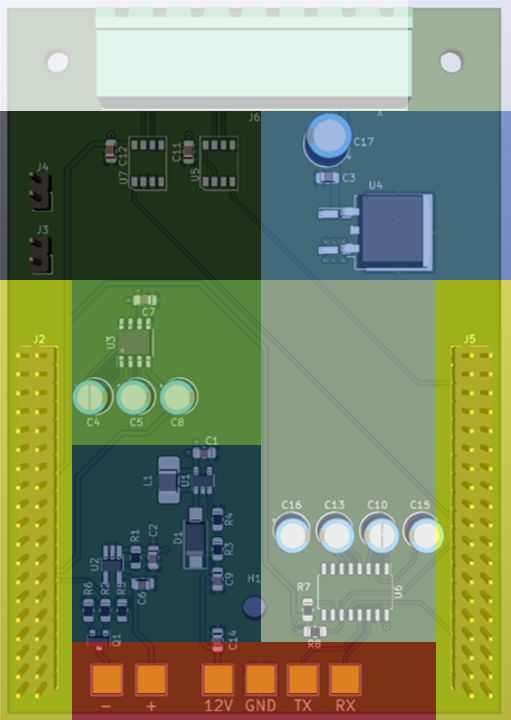 J6
J4
C12
U7
C11
U5
C17
C3
U4
J3
C7
U3
J2
J5
C4 C5 C8
C1
L1
U1
C16 C13 C10 C15
R4
D1
R1
C2
R3
U2
C9
C6
H1
R7
U6
R6
R2
R5
Q1
C14
R8
- + 12V GND TX RX